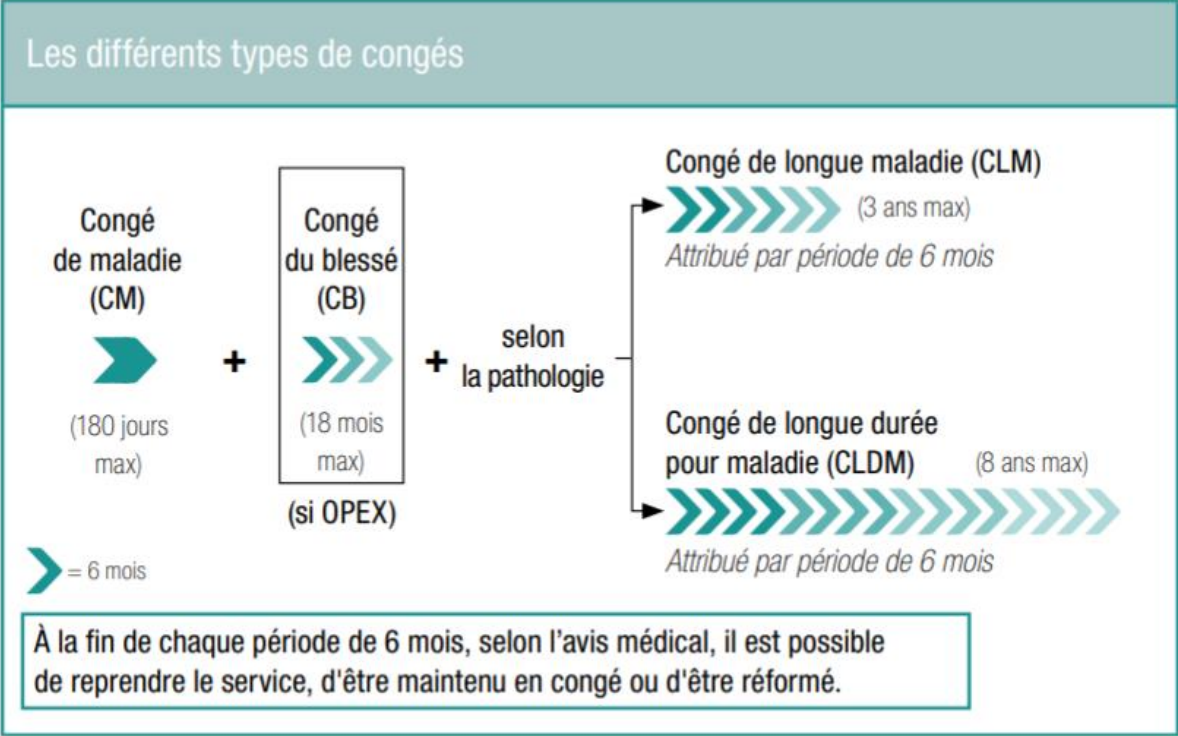 Les différents types de congés
Congé
de maladie
(CM)
(180 jours
max)
+
Congé
du blessé
(CB)
(18 mois
max)
(si OPEX)
+
selon
la pathologie
Congé de longue maladie (CLM)
(3 ans max)
Attribué par période de 6 mois
Congé de longue durée
pour maladie (CLDM) (8 ans max)
Attribué par période de 6 mois
= 6 mois
À la fin de chaque période de 6 mois, selon l’avis médical, il est possible
de reprendre le service, d'être maintenu en congé ou d'être réformé.